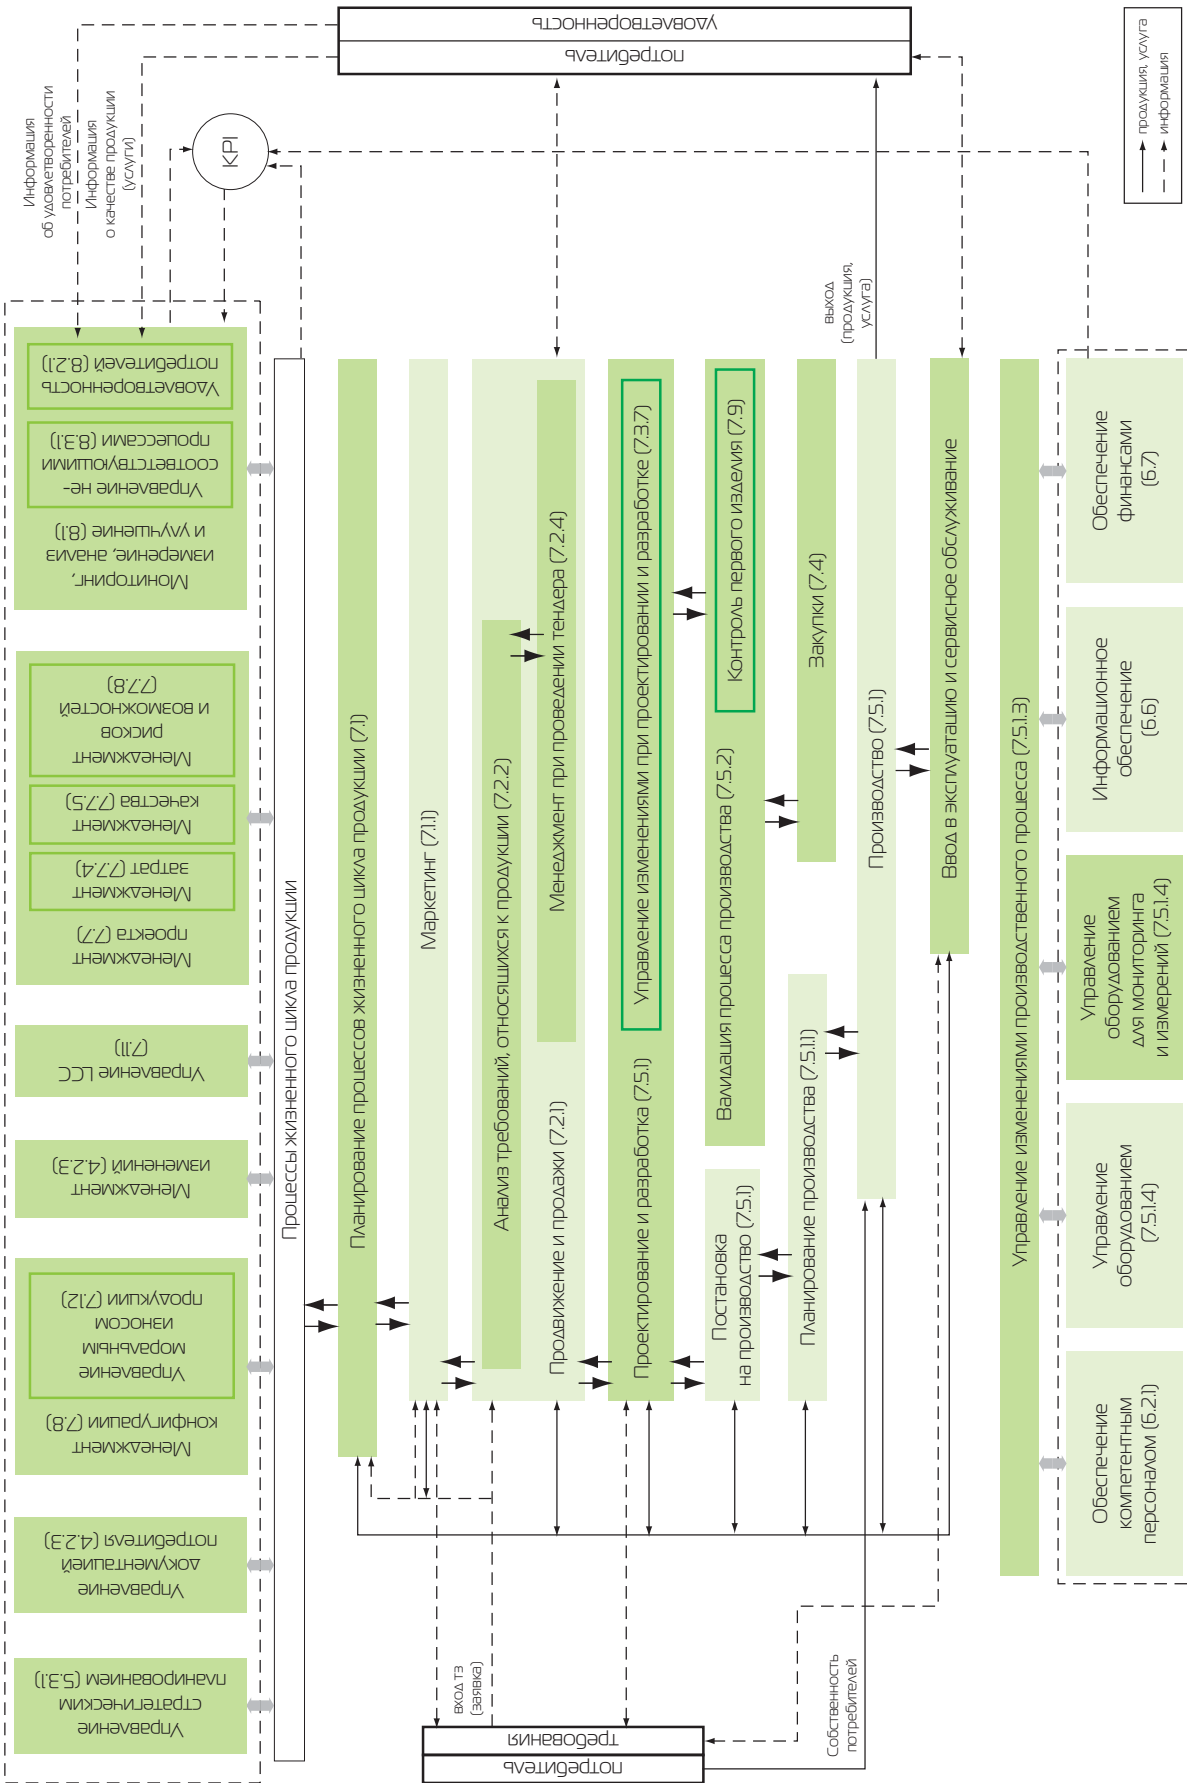 УДОВЛЕТВОРЕННОСТЬ
ПОТРЕБИТЕЛЬ
Информация
об удовлетворенности
потребителей
Информация
о качестве продукции
(услуги)
KPI
продукция, услуга
информация
Удовлетворенность
потребителей (8.2.1)
Управление не-
соответствующими
процессами (8.3.1)
Мониторинг,
измерение, анализ
и улучшение (8.1)
Менеджмент
рисков
и возможностей
(7.7.8)
Менеджмент
качества (7.7.5)
Менеджмент
затрат (7.7.4)
Менеджмент
проекта (7.7)
Управление LCC
(7.11)
Менеджмент
изменений (4.2.3)
Управление
моральным
износом
продукции (7.12)
Менеджмент
конфигурации (7.8)
Управление
документацией
потребителя (4.2.3)
Управление
стратегическим
планированием (5.3.1)
Процессы жизненного цикла продукции
Планирование процессов жизненного цикла продукции (7.1)
Маркетинг (7.1.1)
Анализ требований, относящихся к продукции (7.2.2)
Менеджмент при проведении тендера (7.2.4)
Продвижение и продажи (7.2.1)
Управление изменениями при проектировании и разработке (7.3.7)
Проектирование и разработка (7.5.1)
Контроль первого изделия (7.9)
Валидация процесса производства (7.5.2)
Постановка
на производство (7.5.1)
Закупки (7.4)
Планирование производства (7.5.1.1)
Производство (7.5.1)
выход
(продукция,
услуга)
Ввод в эксплуатацию и сервисное обслуживание
Управление изменениями производственного процесса (7.5.1.3)
Обеспечение
финансами
(6.7)
Информационное
обеспечение
(6.6)
Управление
оборудованием
для мониторинга
и измерений (7.5.1.4)
Управление
оборудованием
(7.5.1.4)
Обеспечение
компетентным
персоналом (6.2.1)
вход ТЗ
(заявка)
Собственность
потребителей
ТРЕБОВАНИЯ
ПОТРЕБИТЕЛЬ